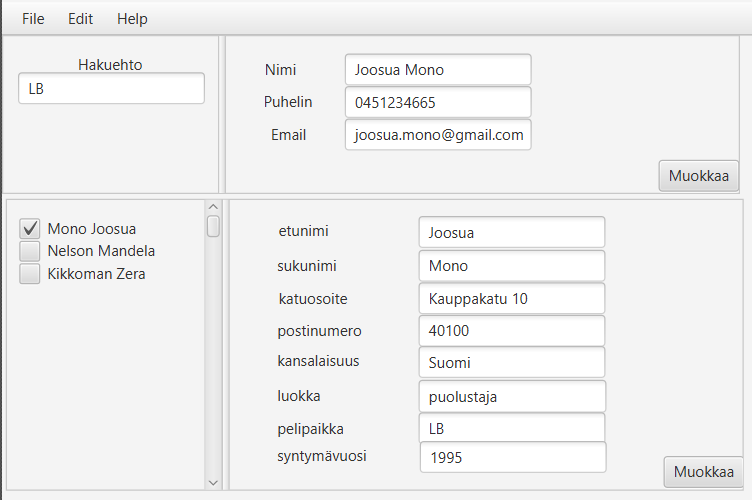 File Edit Help
Hakuehto
LB
Nimi Joosua Mono
Puhelin 0451234665
Email joosua.mono@gmail.com
Muokkaa
Mono Joosua
Nelson Mandela
Kikkoman Zera
etunimi Joosua
sukunimi Mono
katuosoite Kauppakatu 10
postinumero 40100
kansalaisuus Suomi
luokka puolustaja
pelipaikka LB
syntymävuosi 1995
Muokkaa